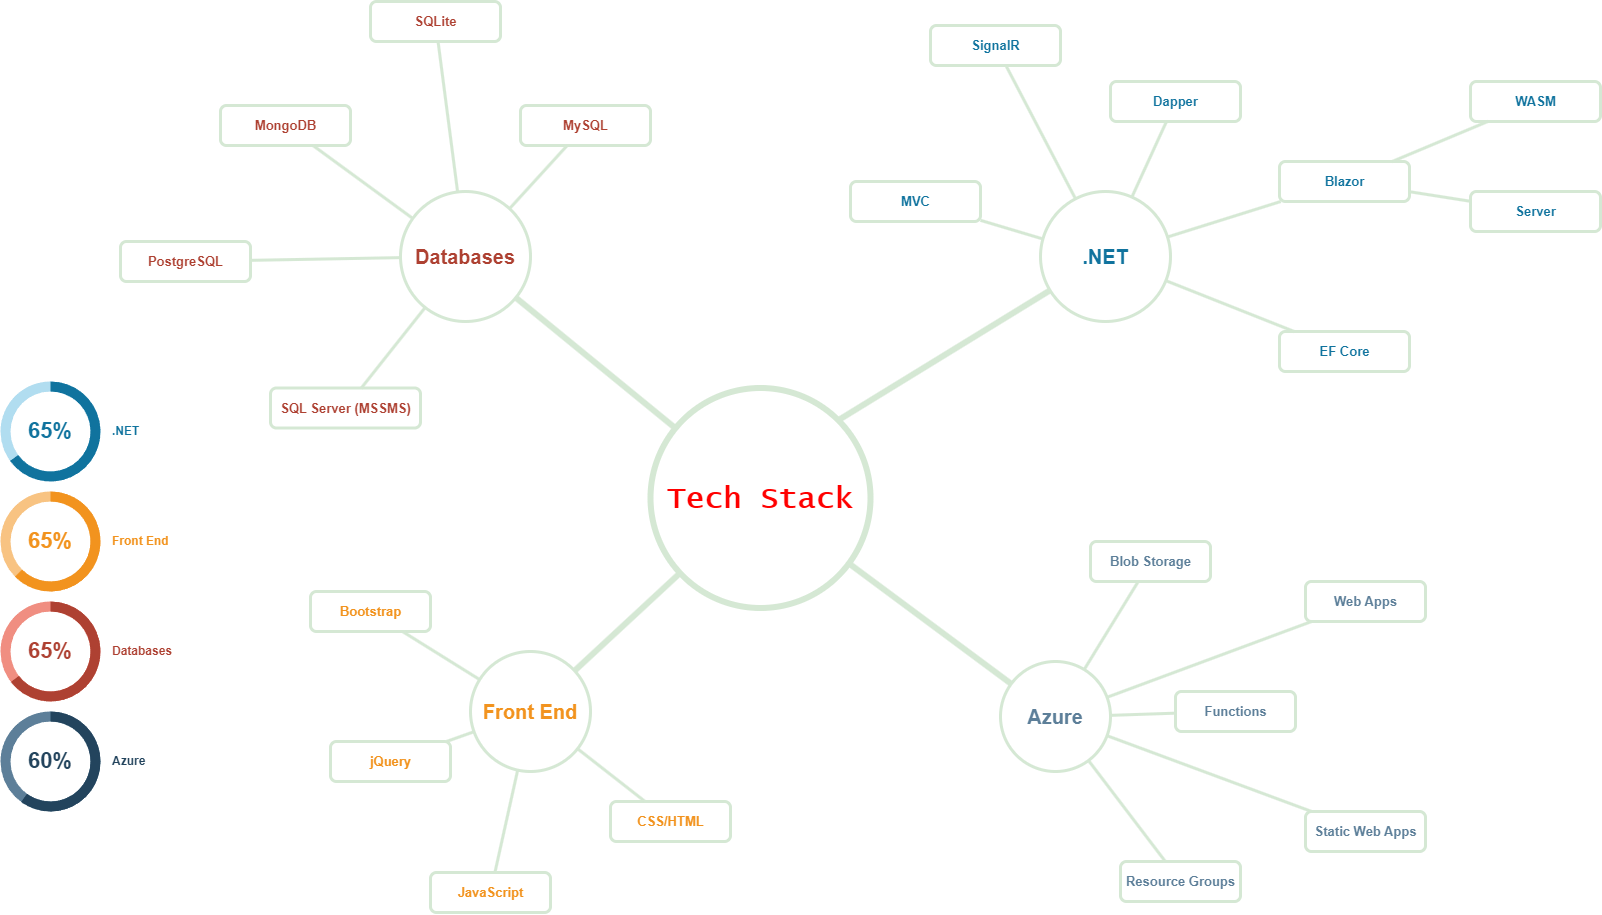 SQLite
MongoDB
MySQL
PostgreSQL
Databases
SQL Server (MSSMS)
SignalR
Dapper
WASM
Blazor
MVC
Server
.NET
EF Core
65%
.NET
65%
Front End
65%
Databases
60%
Azure
Tech Stack
Bootstrap
Front End
jQuery
CSS/HTML
JavaScript
Blob Storage
Web Apps
Azure
Functions
Static Web Apps
Resource Groups